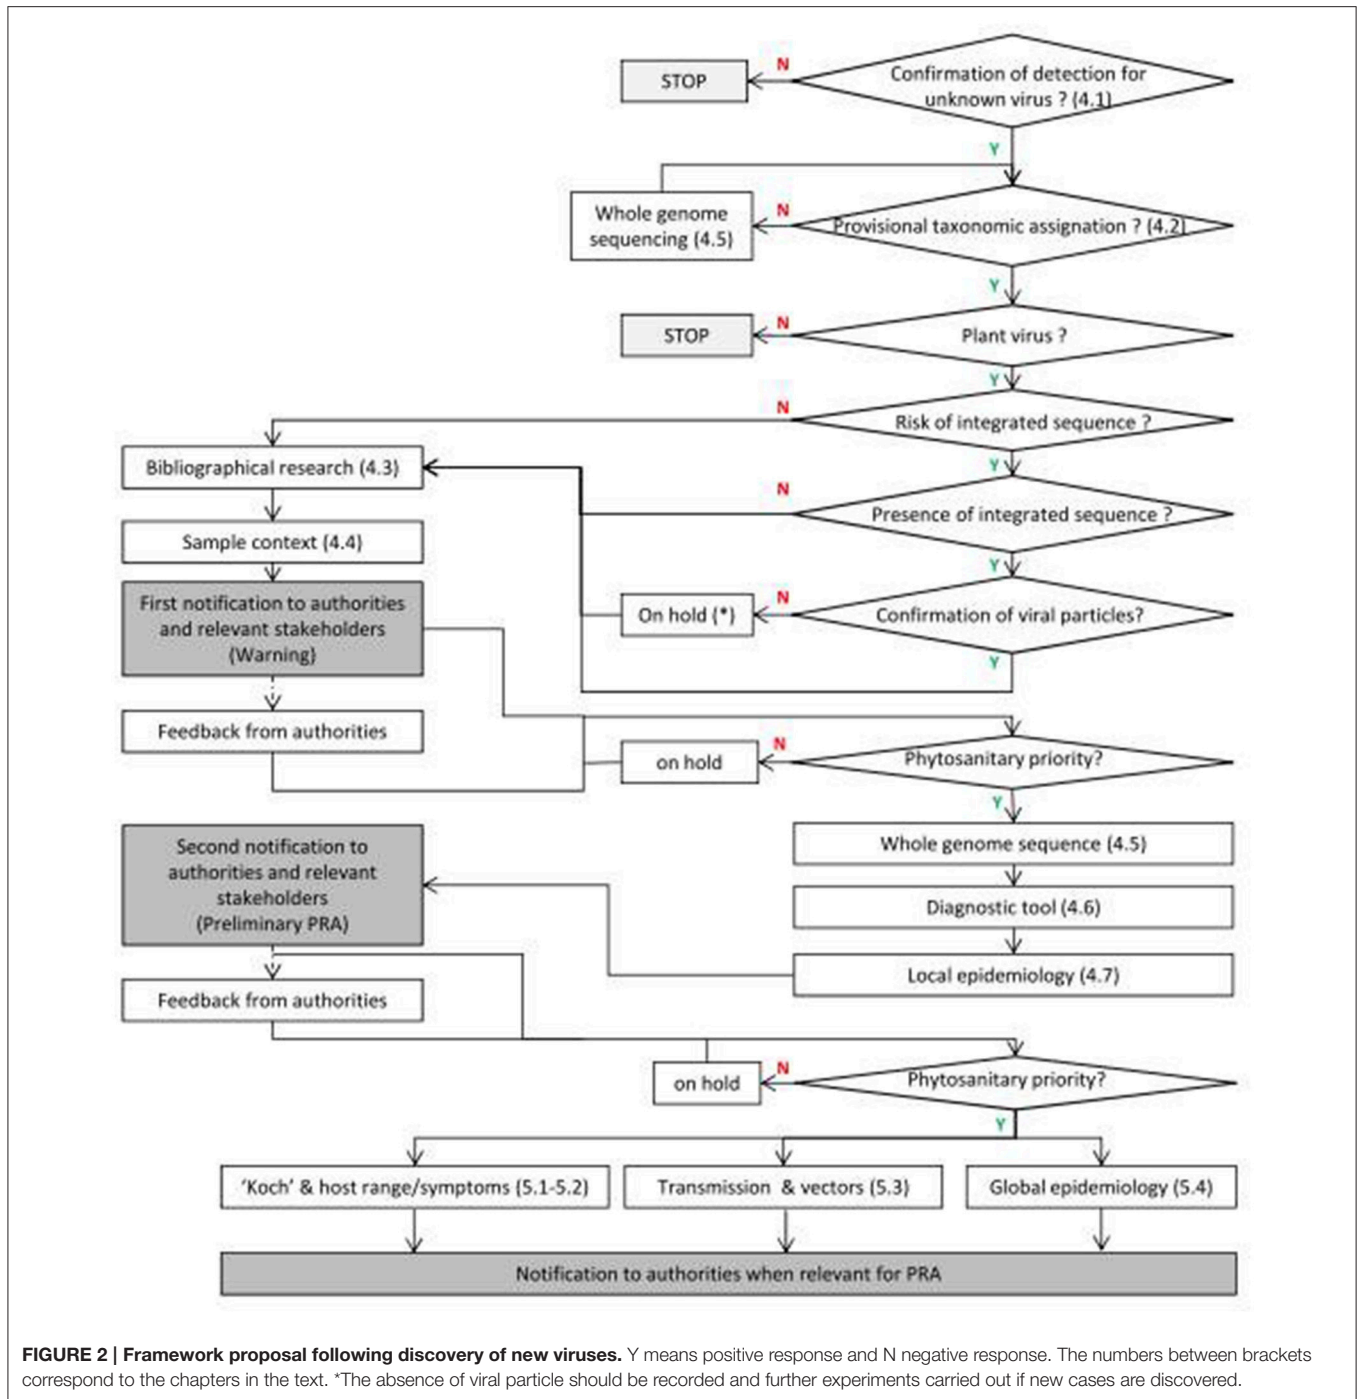 N
STOP
Confirmation of detection for
unknown virus ? (4.1)
Y
Whole genome
sequencing (4.5)
N
Provisional taxonomic assignation ? (4.2)
Y
STOP
N
Plant virus ?
Y
N
Risk of integrated sequence ?
Y
Bibliographical research (4.3)
N
Presence of integrated sequence ?
Y
Sample context (4.4)
First notification to authorities
and relevant stakeholders
(Warning)
On hold (*)
N
Confirmation of viral particles?
Y
Feedback from authorities
on hold
N
Phytosanitary priority?
Y
Whole genome sequence (4.5)
Diagnostic tool (4.6)
Local epidemiology (4.7)
Second notification to
authorities and relevant
stakeholders
(Preliminary PRA)
Feedback from authorities
on hold
N
Phytosanitary priority?
Y
'Koch' & host range/symptoms (5.1-5.2)
Transmission & vectors (5.3)
Global epidemiology (5.4)
Notification to authorities when relevant for PRA
FIGURE 2 | Framework proposal following discovery of new viruses. Y means positive response and N negative response. The numbers between brackets
correspond to the chapters in the text. *The absence of viral particle should be recorded and further experiments carried out if new cases are discovered.